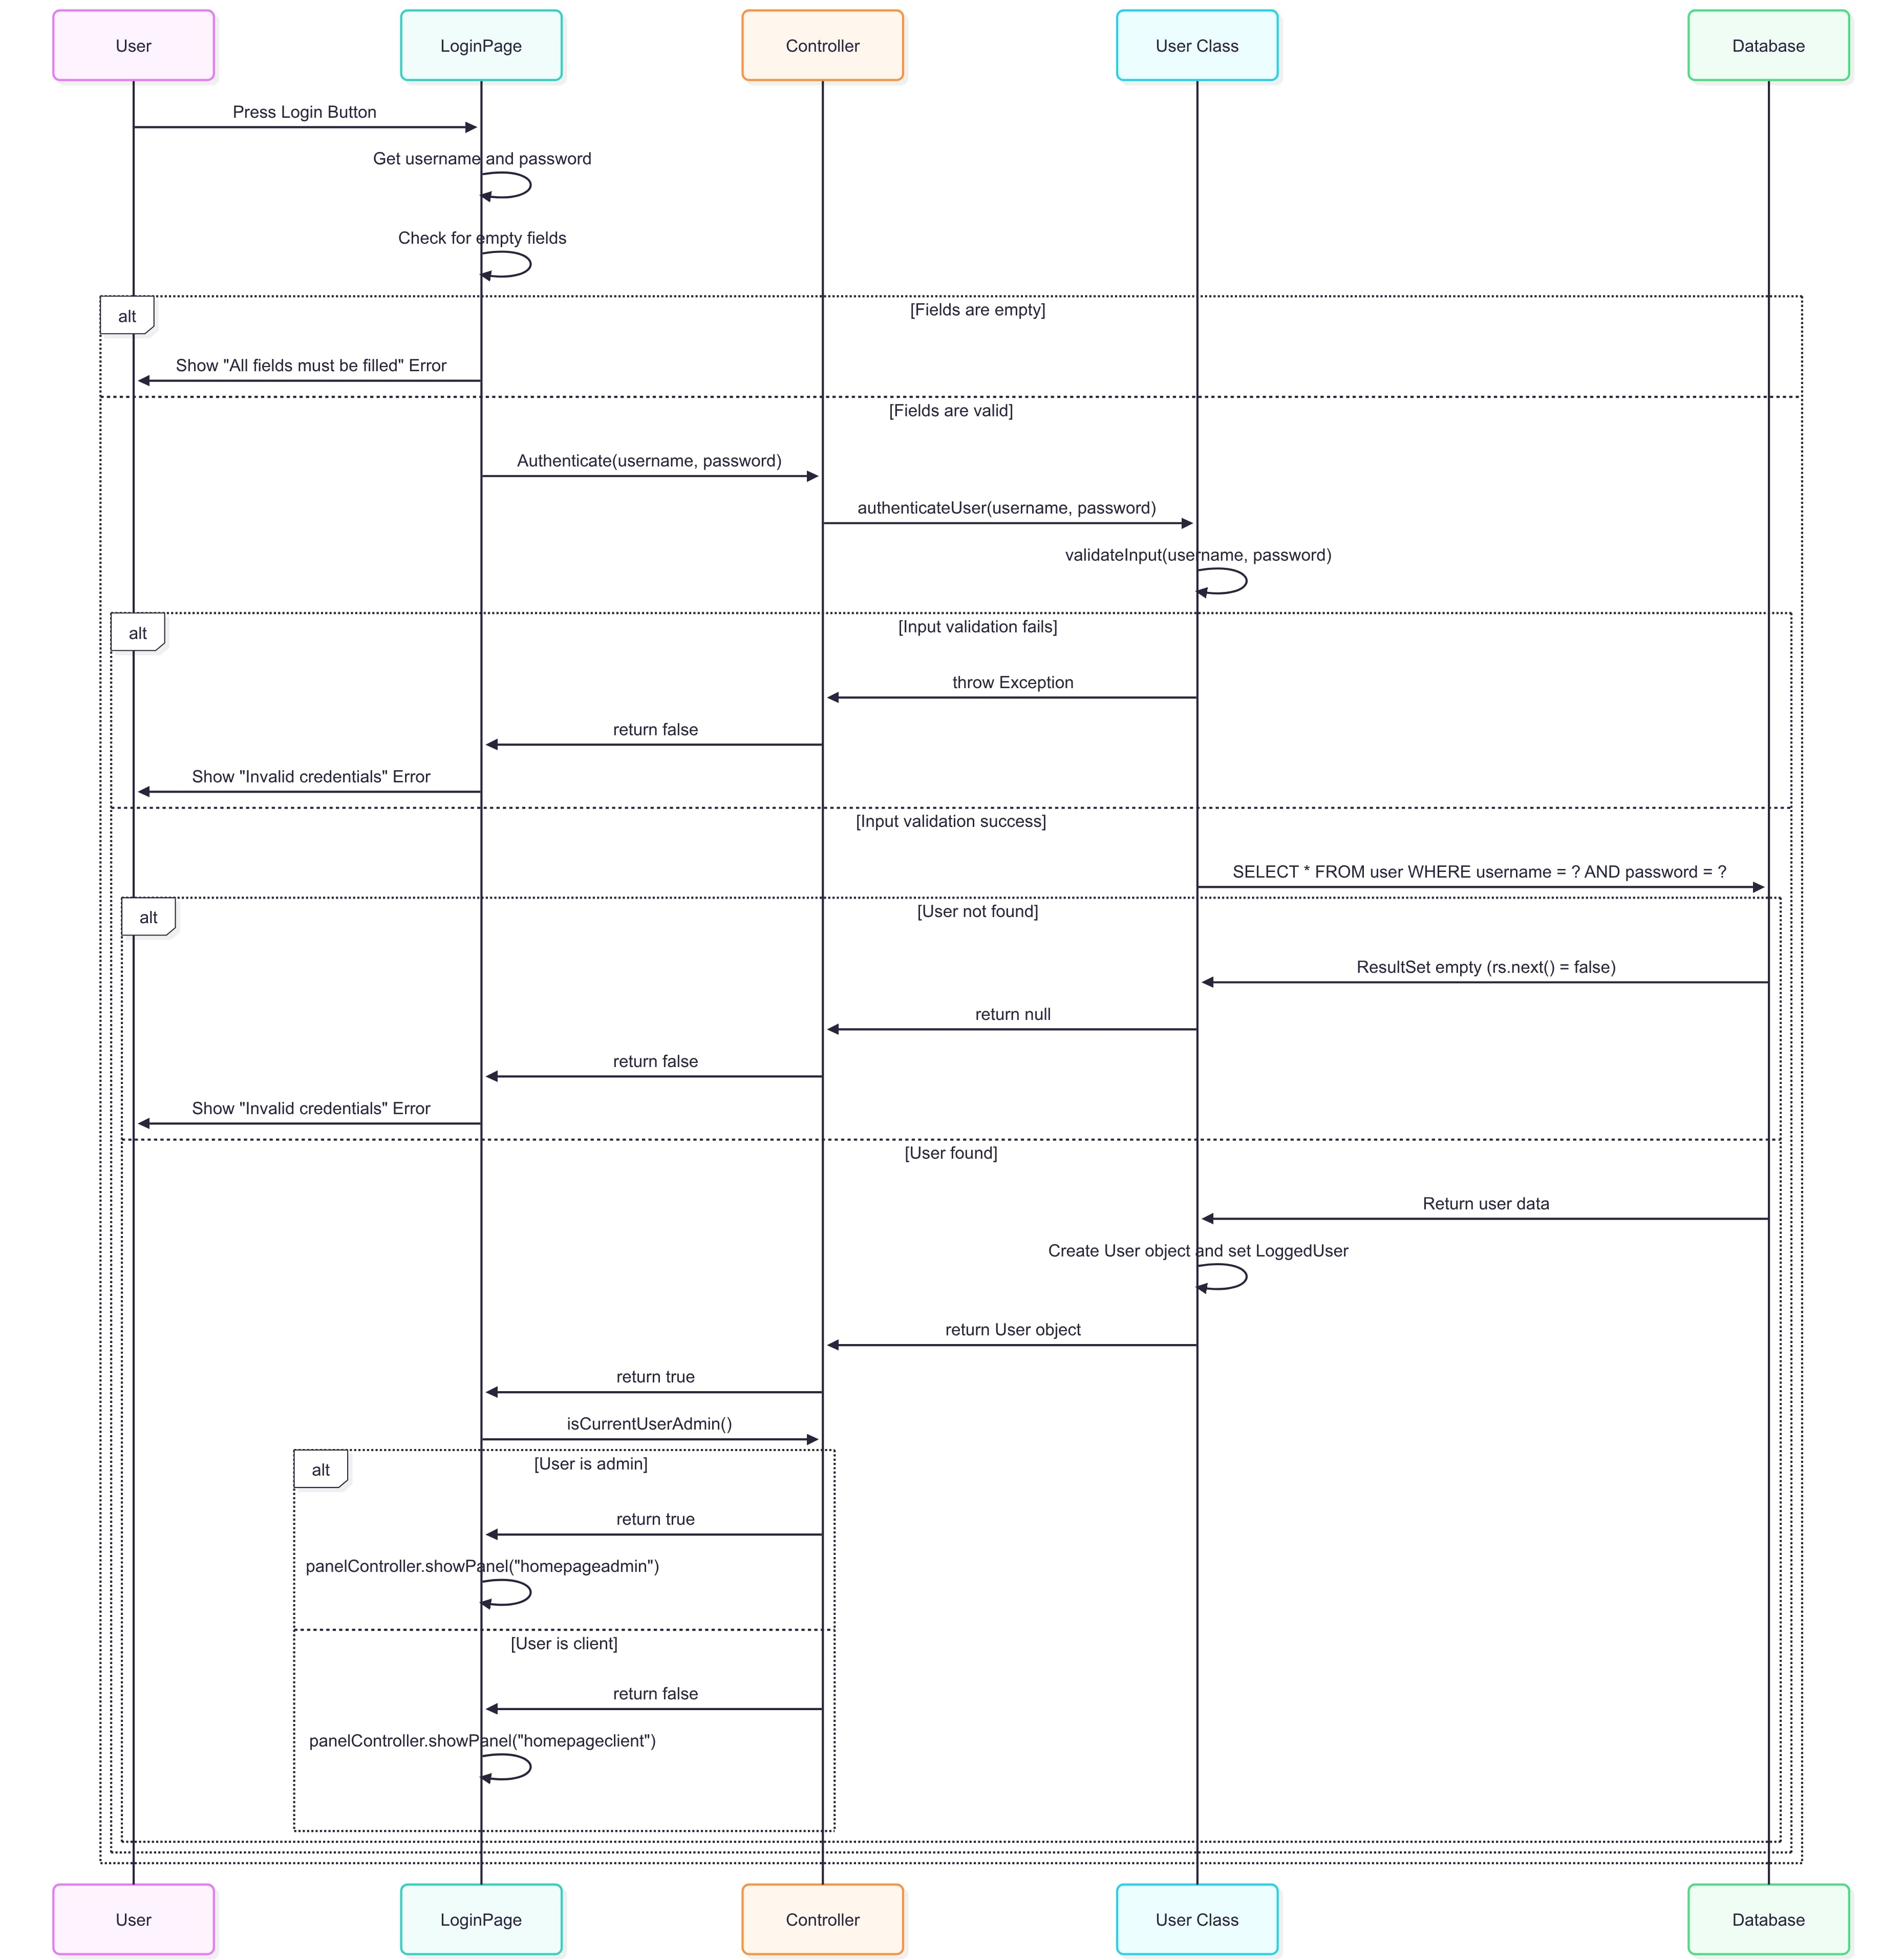 User
LoginPage
Controller
User Class
Database
Press Login Button
Get username and password
Check for empty fields
alt
[Fields are empty]
Show "All fields must be filled" Error
[Fields are valid]
Authenticate(username, password)
authenticateUser(username, password)
validateInput(username, password)
alt
[Input validation fails]
throw Exception
return false
Show "Invalid credentials" Error
[Input validation success]
SELECT * FROM user WHERE username = ? AND password = ?
alt
[User not found]
ResultSet empty (rs.next() = false)
return null
return false
Show "Invalid credentials" Error
[User found]
Return user data
Create User object and set LoggedUser
return User object
return true
isCurrentUserAdmin()
alt
[User is admin]
return true
panelController.showPanel("homepageadmin")
[User is client]
return false
panelController.showPanel("homepageclient")
User
LoginPage
Controller
User Class
Database